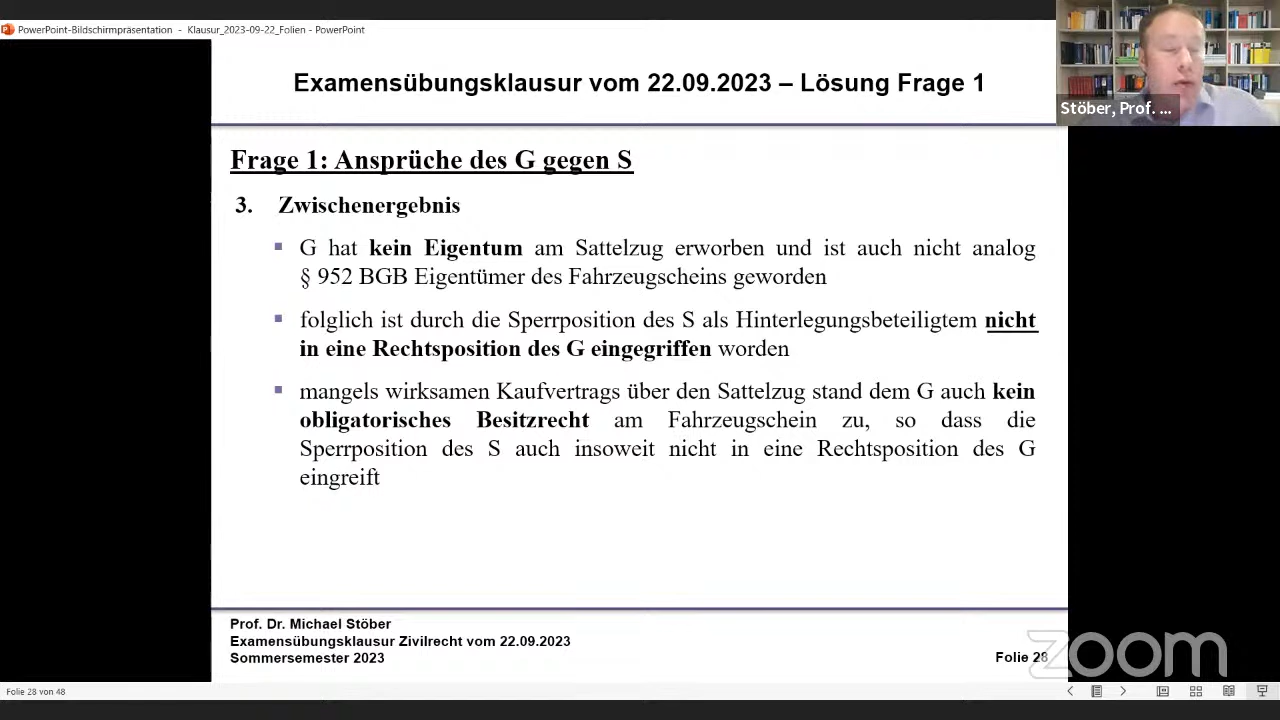 PowerPoint-Bildschirmpräsentation - Klausur_2023-09-22_Folien - PowerPoint
Stöber, Prof. ...
Examensübungsklausur vom 22.09.2023 – Lösung Frage 1
Frage 1: Ansprüche des G gegen S
3. Zwischenergebnis
▪ G hat kein Eigentum am Sattelzug erworben und ist auch nicht analog
§ 952 BGB Eigentümer des Fahrzeugscheins geworden
▪ folglich ist durch die Sperrposition des S als Hinterlegungsbeteiligtem nicht
in eine Rechtsposition des G eingegriffen worden
▪ mangels wirksamen Kaufvertrags über den Sattelzug stand dem G auch kein
obligatorisches Besitzrecht am Fahrzeugschein zu, so dass die
Sperrposition des S auch insoweit nicht in eine Rechtsposition des G
eingreift
Prof. Dr. Michael Stöber
Examensübungsklausur Zivilrecht vom 22.09.2023
Sommersemester 2023
Folie 28
zoom
Folie 28 von 48